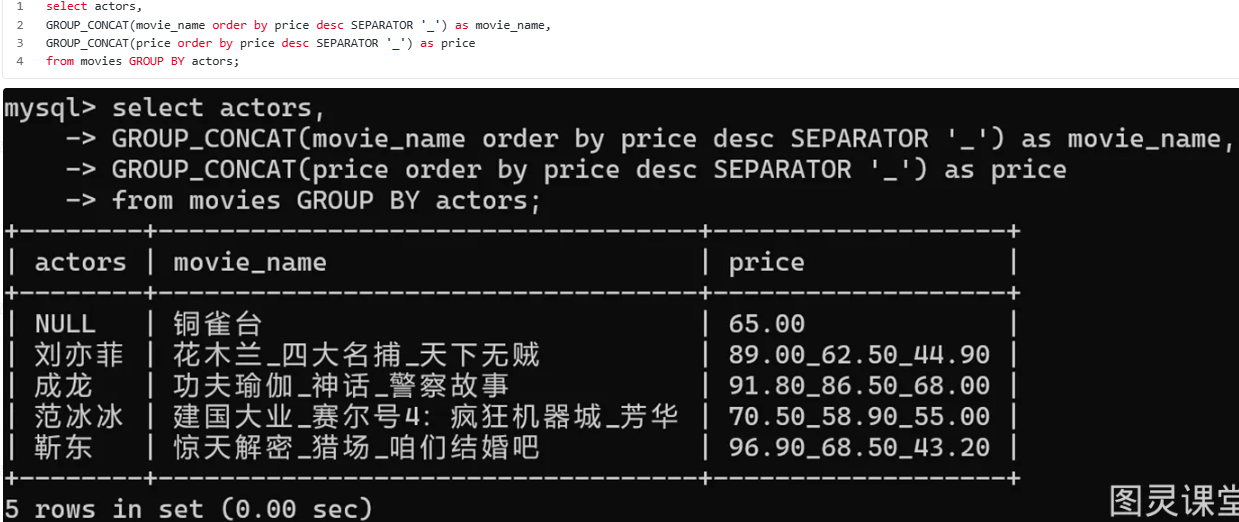 1 select actors,
2 GROUP_CONCAT(movie_name order by price desc SEPARATOR '_') as movie_name,
3 GROUP_CONCAT(price order by price desc SEPARATOR '_') as price
4 from movies GROUP BY actors;
mysql> select actors,
    -> GROUP_CONCAT(movie_name order by price desc SEPARATOR '_') as movie_name,
    -> GROUP_CONCAT(price order by price desc SEPARATOR '_') as price
    -> from movies GROUP BY actors;
+--------+------------------------------------+-------------------+
| actors | movie_name | price |
+--------+------------------------------------+-------------------+
| NULL | 铜雀台 | 65.00 |
| 刘亦菲 | 花木兰_四大名捕_天下无贼 | 89.00_62.50_44.90 |
| 成龙 | 功夫瑜伽_神话_警察故事 | 91.80_86.50_68.00 |
| 范冰冰 | 建国大业_赛尔号4：疯狂机器城_芳华 | 70.50_58.90_55.00 |
| 靳东 | 惊天解密_猎场_咱们结婚吧 | 96.90_68.50_43.20 |
+--------+------------------------------------+-------------------+
5 rows in set (0.00 sec)
图灵课堂